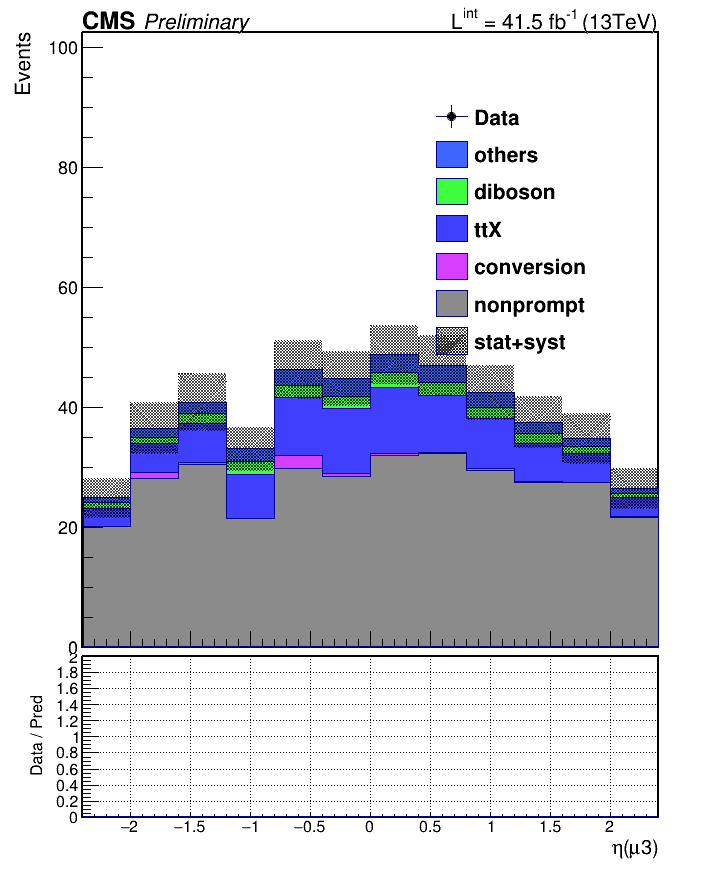 CMS Preliminary L^int = 41.5 fb^-1 (13TeV)
Events
100
80
60
40
20
0
Data
others
diboson
ttX
conversion
nonprompt
stat+syst
Data / Pred
2
1.8
1.6
1.4
1.2
1
0.8
0.6
0.4
0.2
0
−2 −1.5 −1 −0.5 0 0.5 1 1.5 2
η(μ3)